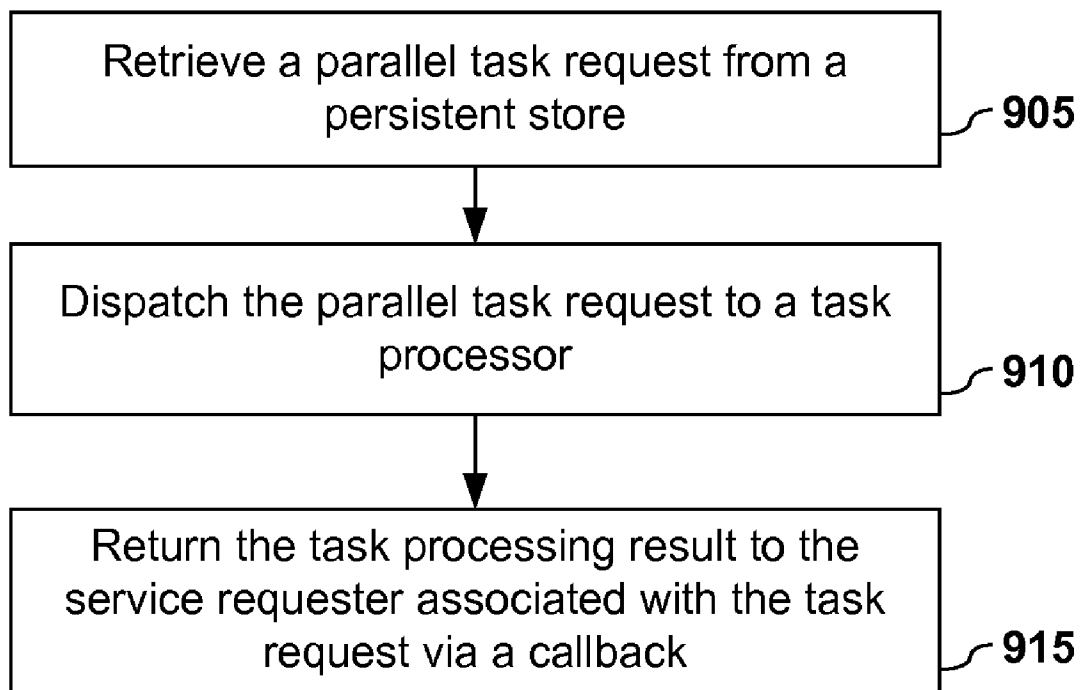 Retrieve a parallel task request from a
persistent store
905
Dispatch the parallel task request to a task
processor
910
Return the task processing result to the
service requester associated with the task
request via a callback
915